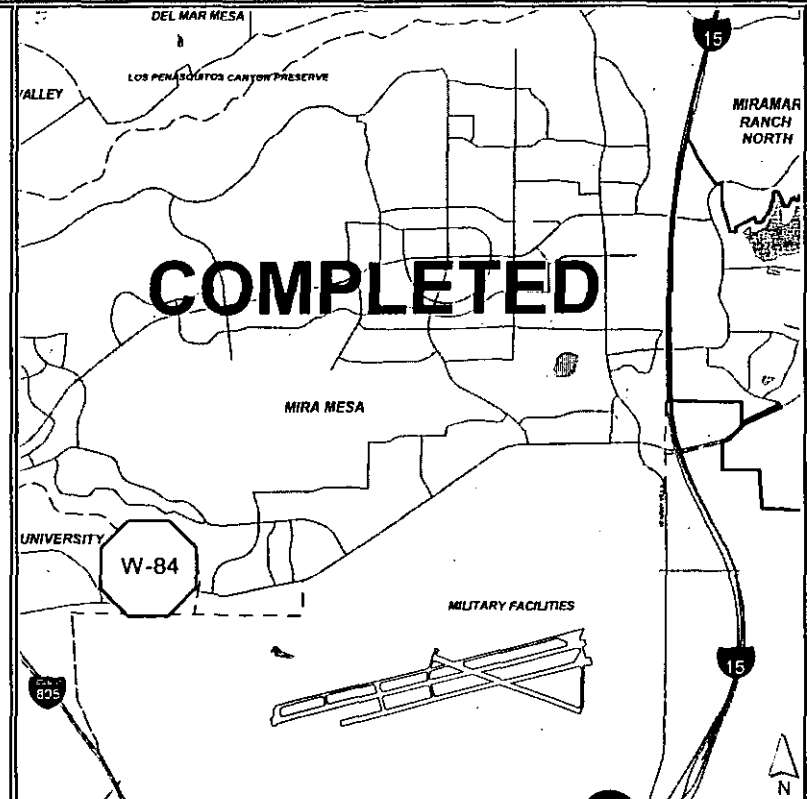 DEL MAR MESA
15
LOS PENASQUITOS CANYON PRESERVE
VALLEY
MIRAMAR
RANCH
NORTH
COMPLETED
MIRA MESA
UNIVERSITY
W-84
MILITARY FACILITIES
15
805
N